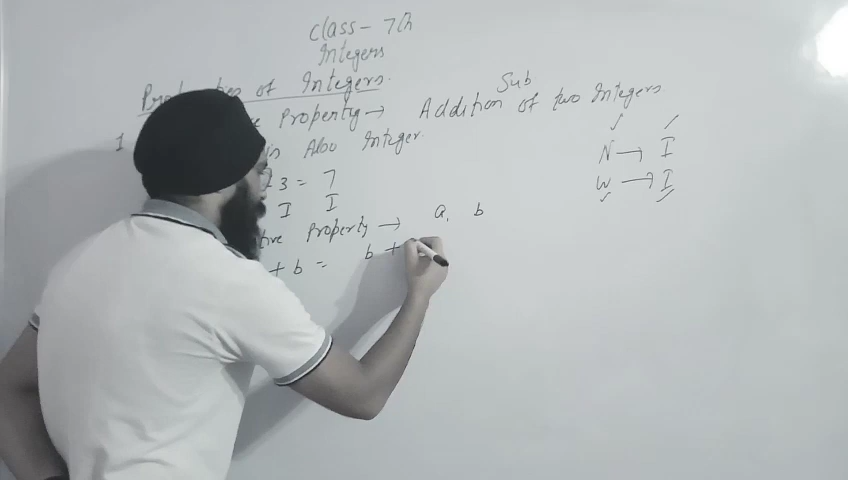 class - 7th
Integers
Properties of Integers.
Sub
1 Property → Addition of two Integers
is Also Integer.
N → I
3 = 7
W → I
I I
tive Property → a, b
+ b = b +